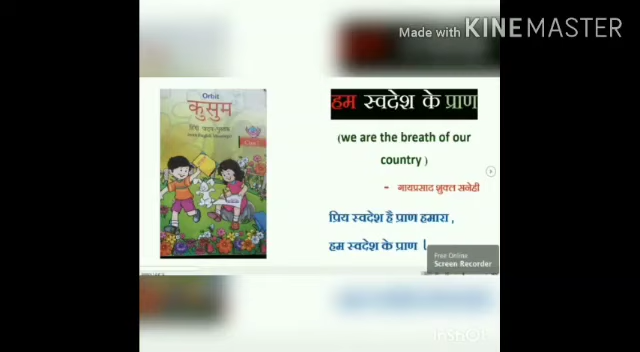 Made with KINEMASTER
Orbit
कुसुम
हम स्वदेश के प्राण
(we are the breath of our
country )
- गयाप्रसाद शुक्ल सनेही
प्रिय स्वदेश है प्राण हमारा ,
हम स्वदेश के प्राण ।
Free Online
Screen Recorder